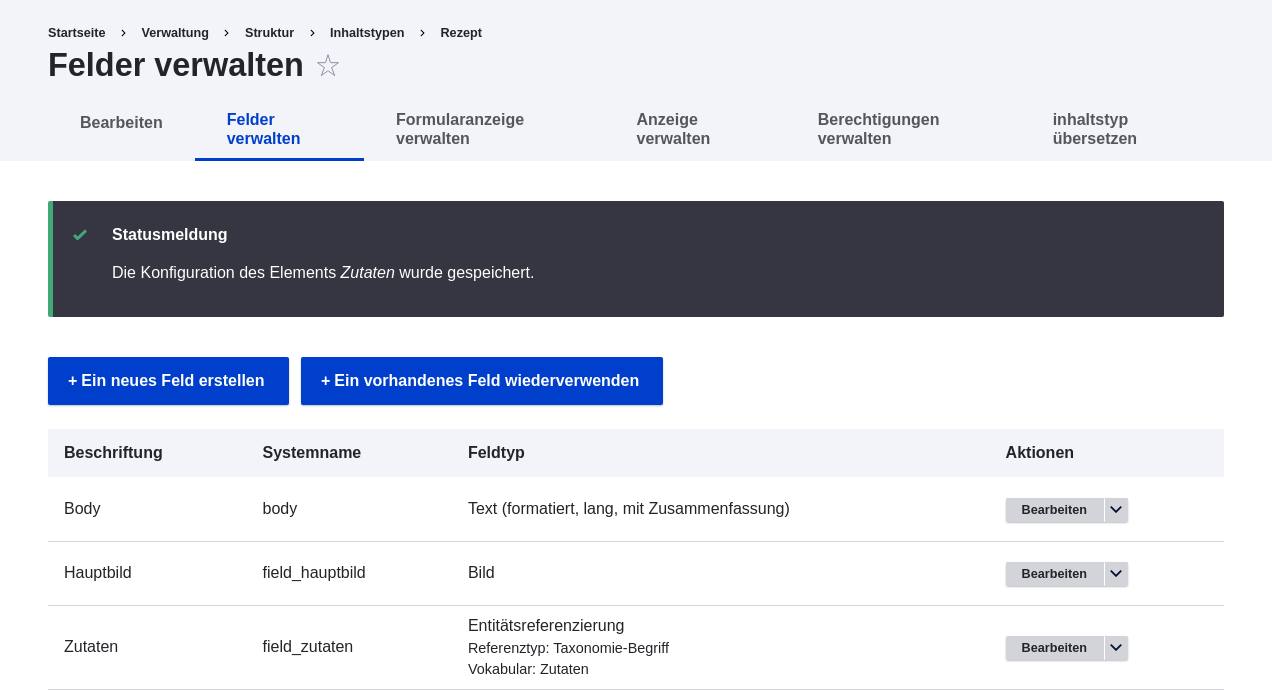 Startseite › Verwaltung › Struktur › Inhaltstypen › Rezept
Felder verwalten
Bearbeiten
Felder
verwalten
Formularanzeige
verwalten
Anzeige
verwalten
Berechtigungen
verwalten
inhaltstyp
übersetzen
Statusmeldung
Die Konfiguration des Elements Zutaten wurde gespeichert.
+ Ein neues Feld erstellen
+ Ein vorhandenes Feld wiederverwenden
Beschriftung Systemname Feldtyp Aktionen
Body body Text (formatiert, lang, mit Zusammenfassung) Bearbeiten
Hauptbild field_hauptbild Bild Bearbeiten
Zutaten field_zutaten Entitätsreferenzierung
Referenztyp: Taxonomie-Begriff
Vokabular: Zutaten
Bearbeiten